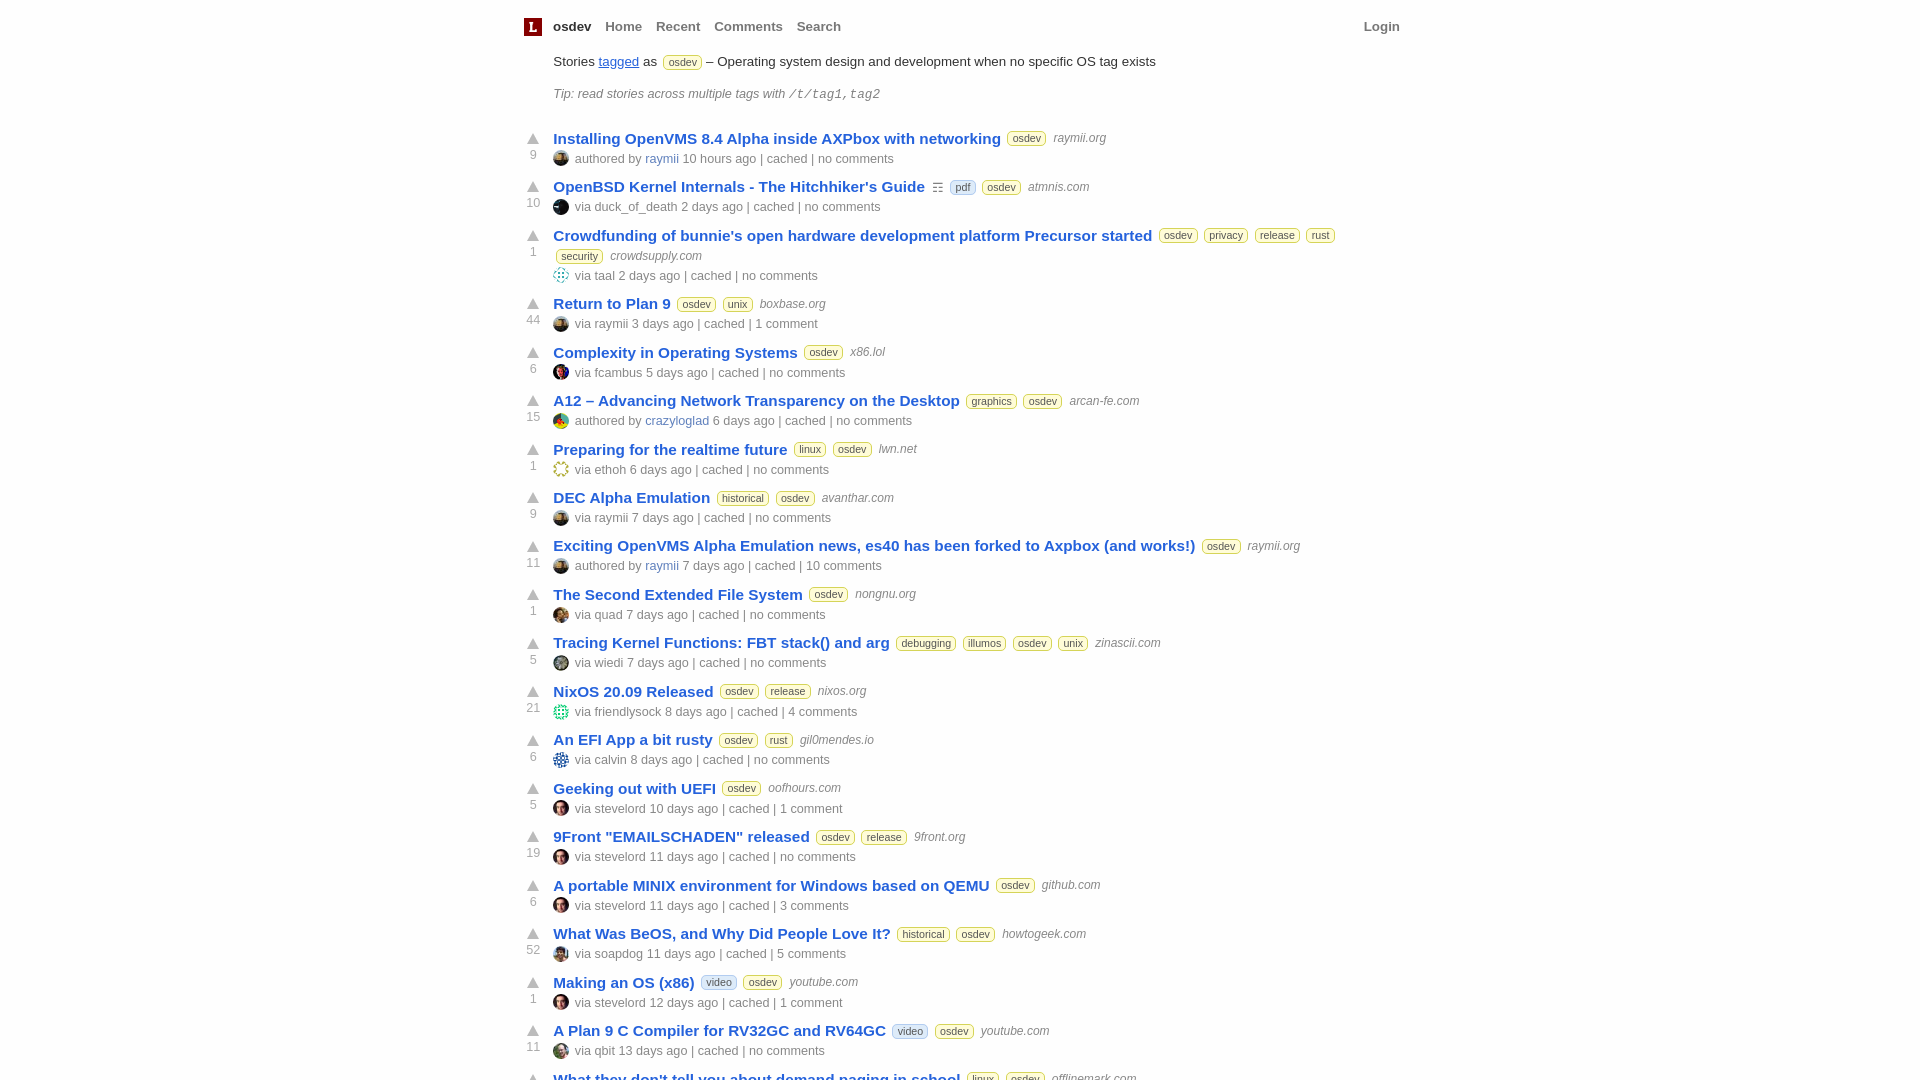 L osdev Home Recent Comments Search Login
Stories tagged as osdev – Operating system design and development when no specific OS tag exists
Tip: read stories across multiple tags with /t/tag1,tag2
Installing OpenVMS 8.4 Alpha inside AXPbox with networking osdev raymii.org
9 authored by raymii 10 hours ago | cached | no comments
OpenBSD Kernel Internals - The Hitchhiker's Guide ☶ pdf osdev atmnis.com
10 via duck_of_death 2 days ago | cached | no comments
Crowdfunding of bunnie's open hardware development platform Precursor started osdev privacy release rust
1 security crowdsupply.com
via taal 2 days ago | cached | no comments
Return to Plan 9 osdev unix boxbase.org
44 via raymii 3 days ago | cached | 1 comment
Complexity in Operating Systems osdev x86.lol
6 via fcambus 5 days ago | cached | no comments
A12 – Advancing Network Transparency on the Desktop graphics osdev arcan-fe.com
15 authored by crazyloglad 6 days ago | cached | no comments
Preparing for the realtime future linux osdev lwn.net
1 via ethoh 6 days ago | cached | no comments
DEC Alpha Emulation historical osdev avanthar.com
9 via raymii 7 days ago | cached | no comments
Exciting OpenVMS Alpha Emulation news, es40 has been forked to Axpbox (and works!) osdev raymii.org
11 authored by raymii 7 days ago | cached | 10 comments
The Second Extended File System osdev nongnu.org
1 via quad 7 days ago | cached | no comments
Tracing Kernel Functions: FBT stack() and arg debugging illumos osdev unix zinascii.com
5 via wiedi 7 days ago | cached | no comments
NixOS 20.09 Released osdev release nixos.org
21 via friendlysock 8 days ago | cached | 4 comments
An EFI App a bit rusty osdev rust gil0mendes.io
6 via calvin 8 days ago | cached | no comments
Geeking out with UEFI osdev oofhours.com
5 via stevelord 10 days ago | cached | 1 comment
9Front "EMAILSCHADEN" released osdev release 9front.org
19 via stevelord 11 days ago | cached | no comments
A portable MINIX environment for Windows based on QEMU osdev github.com
6 via stevelord 11 days ago | cached | 3 comments
What Was BeOS, and Why Did People Love It? historical osdev howtogeek.com
52 via soapdog 11 days ago | cached | 5 comments
Making an OS (x86) video osdev youtube.com
1 via stevelord 12 days ago | cached | 1 comment
A Plan 9 C Compiler for RV32GC and RV64GC video osdev youtube.com
11 via qbit 13 days ago | cached | no comments
What they don't tell you about demand paging in school linux osdev offlinemark.com